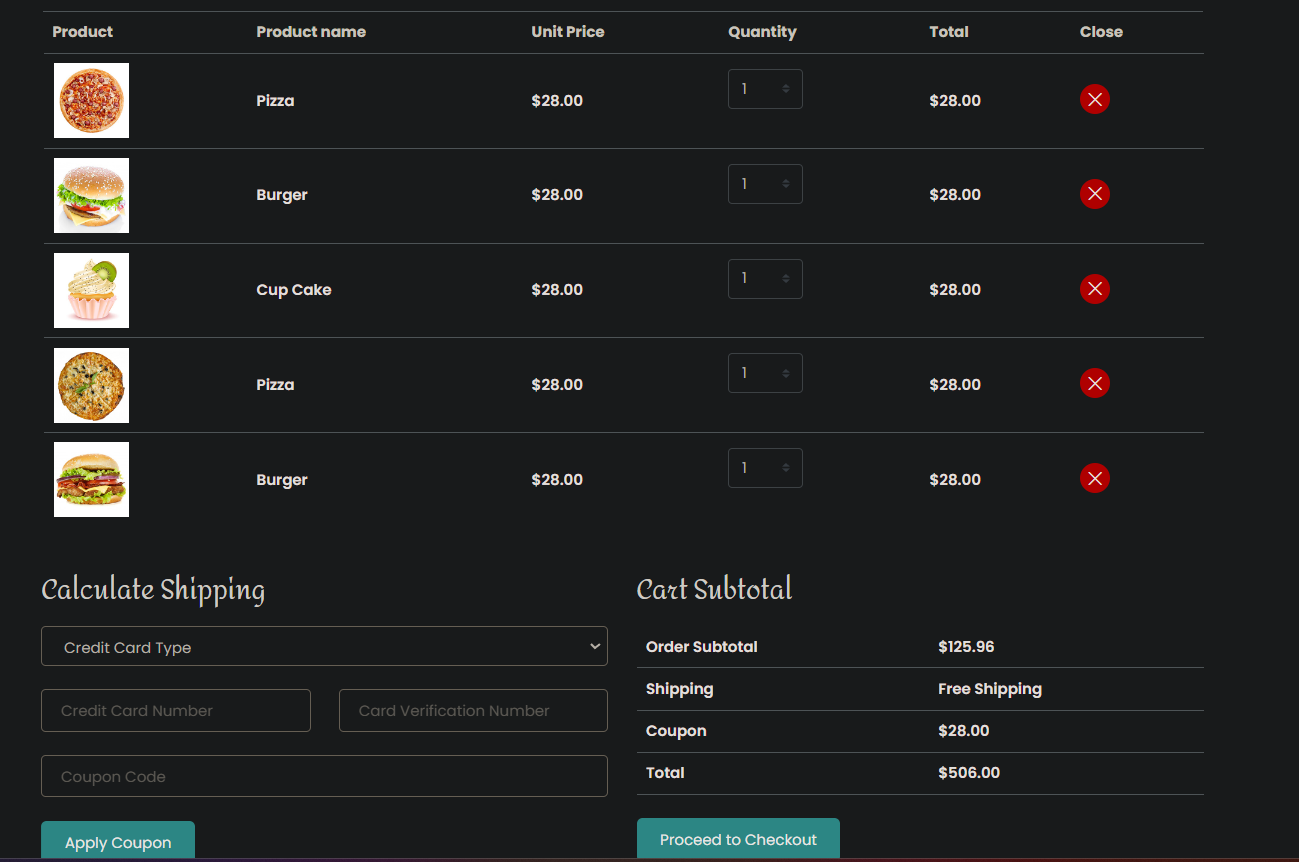 Product Product name Unit Price Quantity Total Close
Pizza $28.00 1 $28.00
Burger $28.00 1 $28.00
Cup Cake $28.00 1 $28.00
Pizza $28.00 1 $28.00
Burger $28.00 1 $28.00
Calculate Shipping
Credit Card Type
Credit Card Number Card Verification Number
Coupon Code
Apply Coupon
Cart Subtotal
Order Subtotal $125.96
Shipping Free Shipping
Coupon $28.00
Total $506.00
Proceed to Checkout